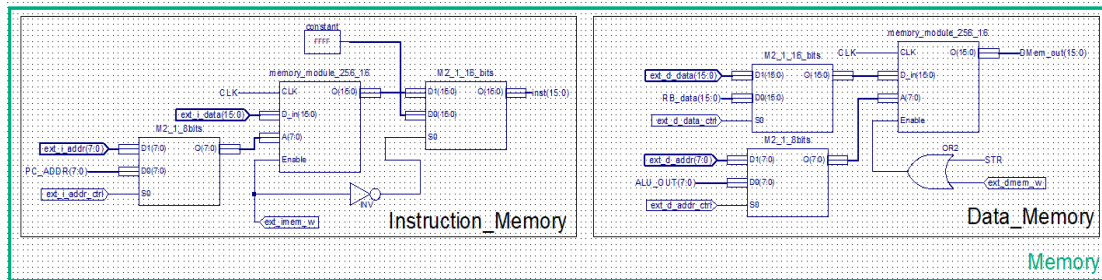 constant
FFFF
memory_module_256_16
CLK
CLK
O(15:0)
D_in(15:0)
A(7:0)
Enable
ext_i_data(15:0)
M2_1_16_bits
D1(15:0)
O(15:0)
D0(15:0)
S0
inst(15:0)
M2_1_8bits
ext_i_addr(7:0)
D1(7:0)
O(7:0)
PC_ADDR(7:0)
D0(7:0)
ext_i_addr_ctrl
S0
INV
ext_imem_w
Instruction_Memory
memory_module_256_16
CLK
CLK
O(15:0)
DMem_out(15:0)
D_in(15:0)
A(7:0)
Enable
M2_1_16_bits
ext_d_data(15:0)
D1(15:0)
O(15:0)
RB_data(15:0)
D0(15:0)
ext_d_data_ctrl
S0
M2_1_8bits
ext_d_addr(7:0)
D1(7:0)
O(7:0)
ALU_OUT(7:0)
D0(7:0)
ext_d_addr_ctrl
S0
OR2
STR
ext_dmem_w
Data_Memory
Memory